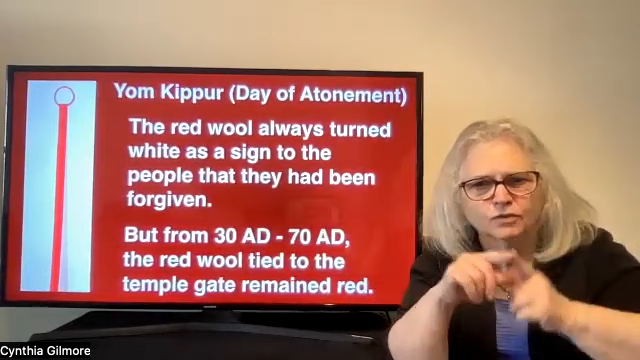 Yom Kippur (Day of Atonement)
The red wool always turned
white as a sign to the
people that they had been
forgiven.
But from 30 AD - 70 AD,
the red wool tied to the
temple gate remained red.
Cynthia Gilmore